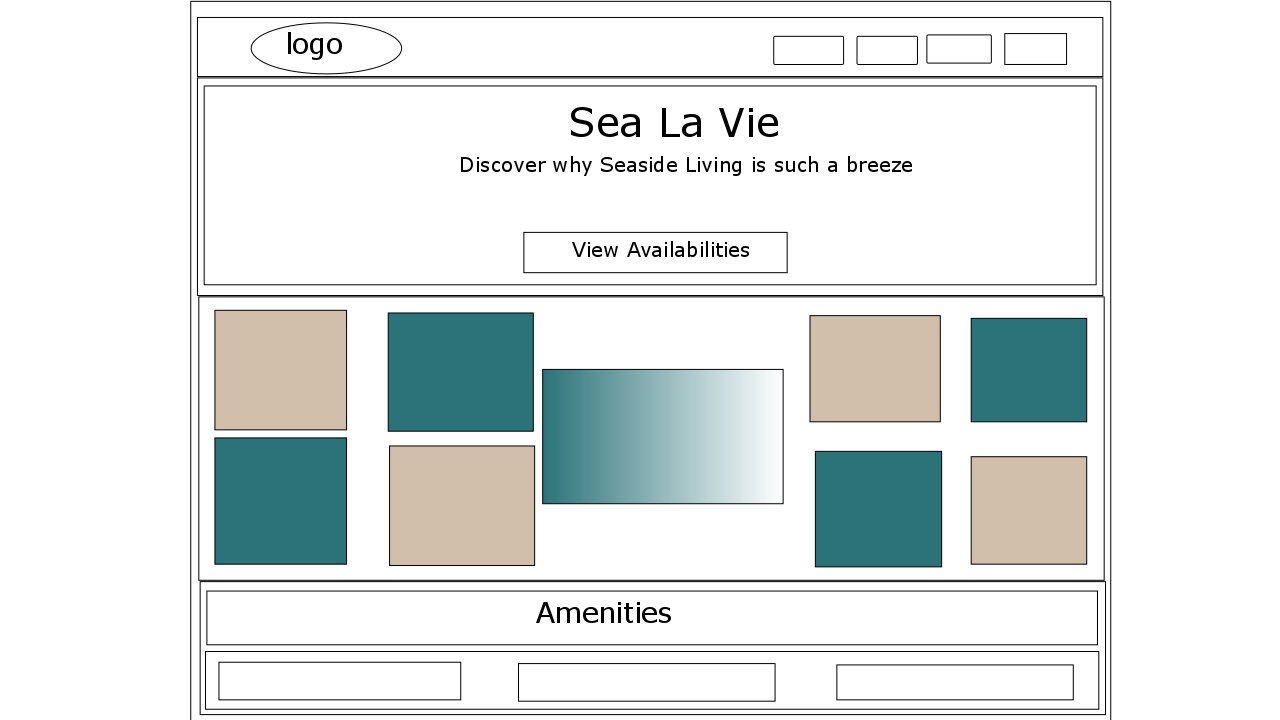 logo
Sea La Vie
Discover why Seaside Living is such a breeze
View Availabilities
Amenities